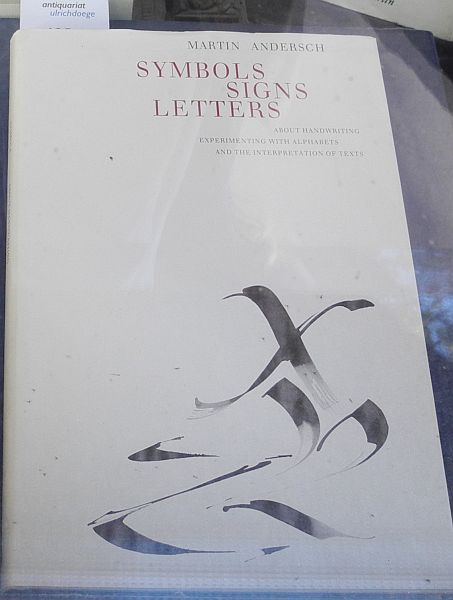 antiquariat
ulrichdoege
MARTIN ANDERSCH
SYMBOLS
SIGNS
LETTERS
ABOUT HANDWRITING
EXPERIMENTING WITH ALPHABETS
AND THE INTERPRETATION OF TEXTS